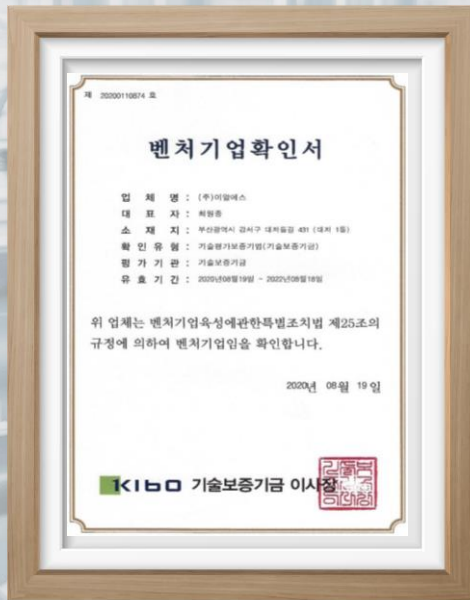 제 20200110874 호
벤처기업확인서
업 체 명 : (주)이알에스
대 표 자 : 최원종
소 재 지 : 부산광역시 강서구 대저동길 431 (대저 1동)
확 인 유 형 : 기술평가보증기업(기술보증기금)
평 가 기 관 : 기술보증기금
유 효 기 간 : 2020년08월19일 ~ 2022년08월18일
위 업체는 벤처기업육성에관한특별조치법 제25조의
규정에 의하여 벤처기업임을 확인합니다.
2020년 08월 19일
KIBO 기술보증기금 이사장